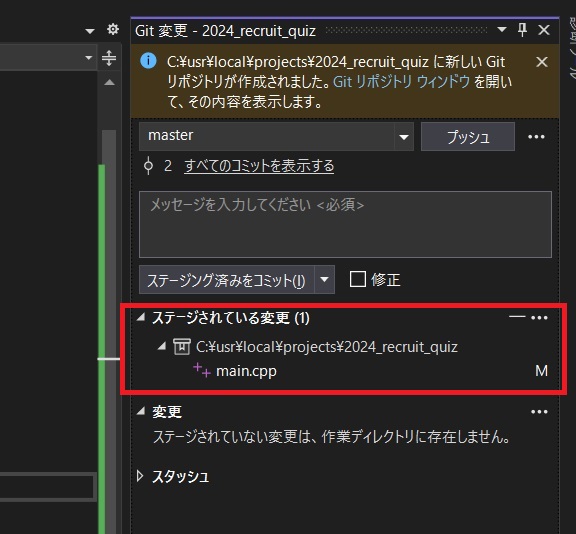 Git 変更 - 2024_recruit_quiz
C:¥usr¥local¥projects¥2024_recruit_quiz に新しい Git
リポジトリが作成されました。Git リポジトリ ウィンドウ を開い
て、その内容を表示します。
master
プッシュ
2 すべてのコミットを表示する
メッセージを入力してください <必須>
ステージング済みをコミット(I)
修正
ステージされている変更 (1)
C:¥usr¥local¥projects¥2024_recruit_quiz
main.cpp M
変更
ステージされていない変更は、作業ディレクトリに存在しません。
スタッシュ